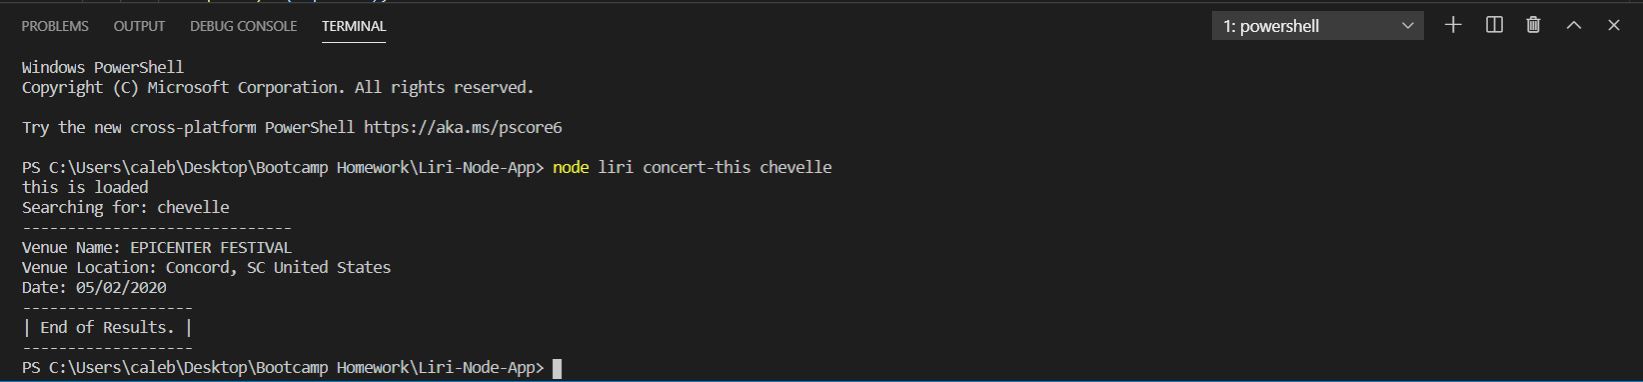 PROBLEMS OUTPUT DEBUG CONSOLE TERMINAL 1: powershell
Windows PowerShell
Copyright (C) Microsoft Corporation. All rights reserved.
Try the new cross-platform PowerShell https://aka.ms/pscore6
PS C:\Users\caleb\Desktop\Bootcamp Homework\Liri-Node-App> node liri concert-this chevelle
this is loaded
Searching for: chevelle
------------------------------
Venue Name: EPICENTER FESTIVAL
Venue Location: Concord, SC United States
Date: 05/02/2020
-------------------
| End of Results. |
-------------------
PS C:\Users\caleb\Desktop\Bootcamp Homework\Liri-Node-App>